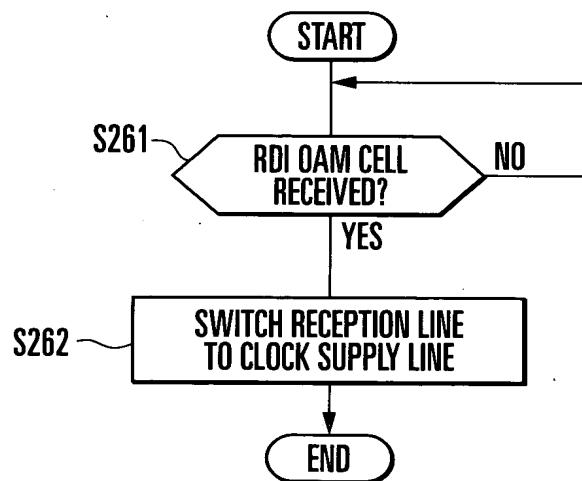 START
S261
RDI OAM CELL
RECEIVED?
NO
YES
S262
SWITCH RECEPTION LINE
TO CLOCK SUPPLY LINE
END